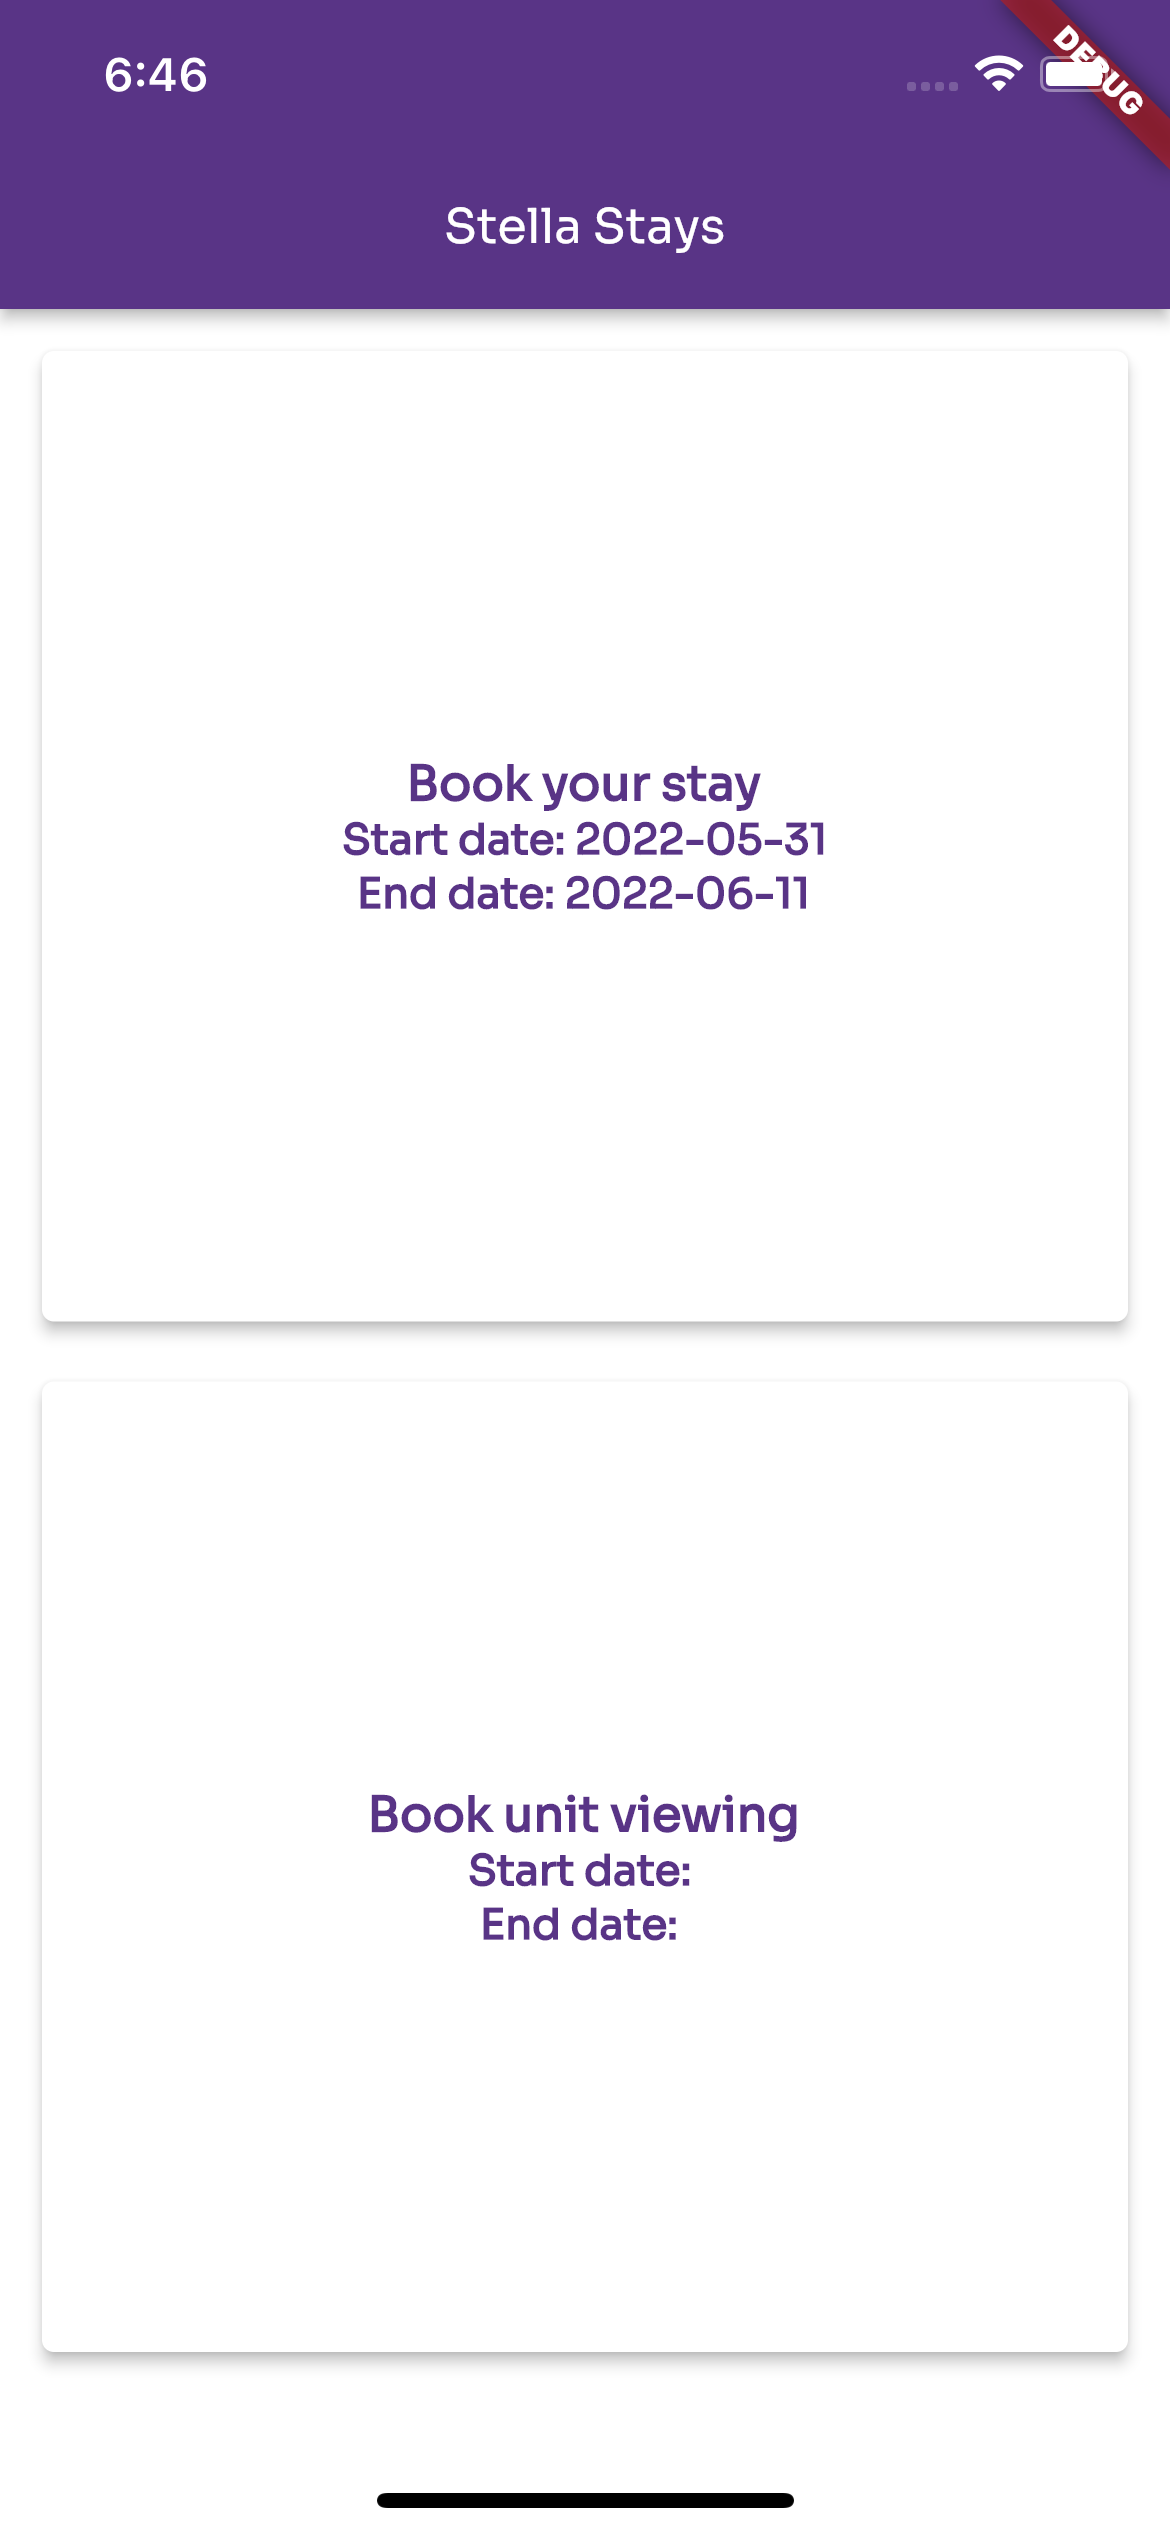 6:46
DEBUG
Stella Stays
Book your stay
Start date: 2022-05-31
End date: 2022-06-11
Book unit viewing
Start date:
End date: